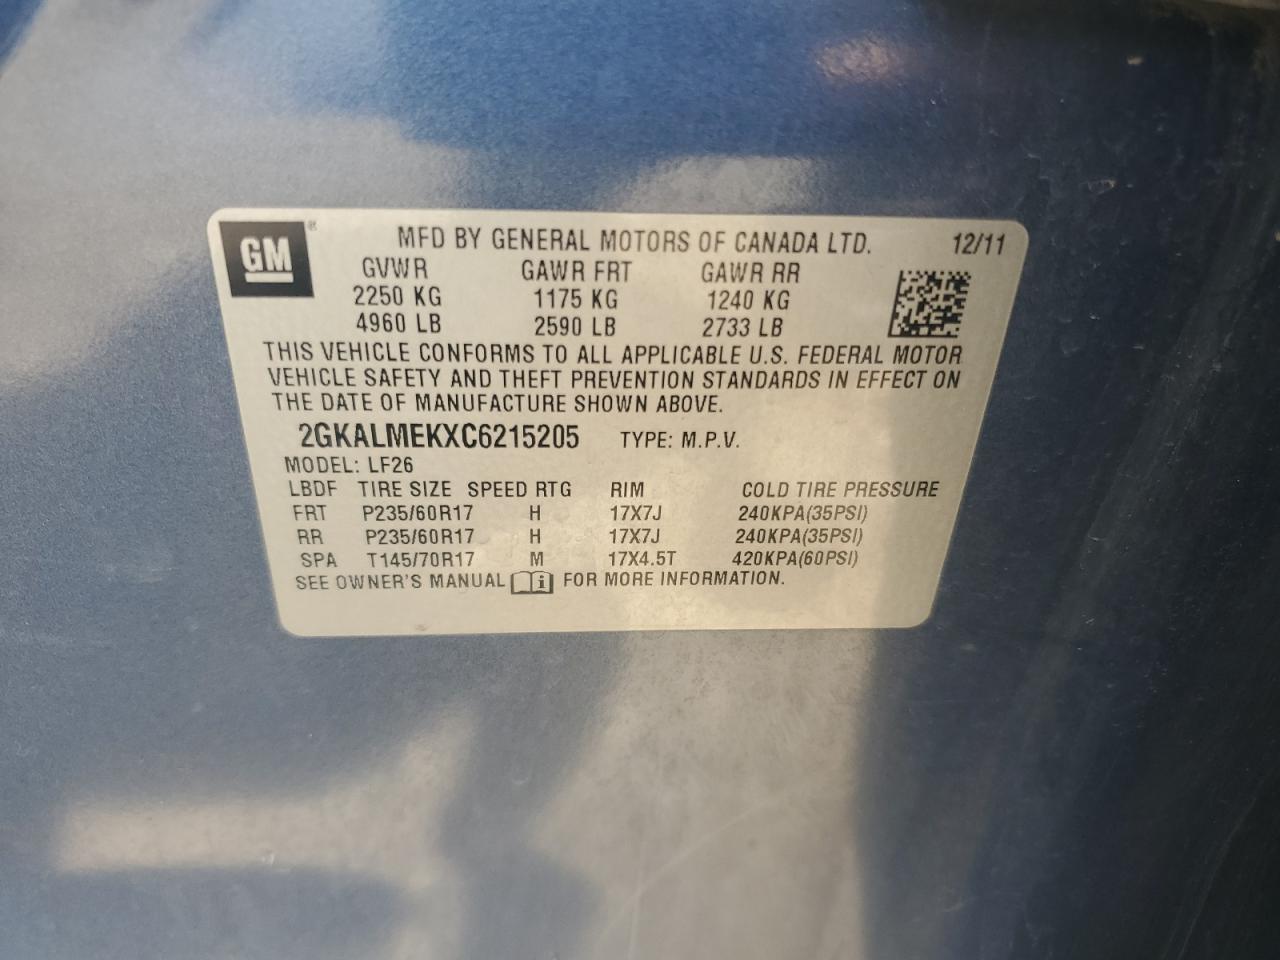 GM ®
MFD BY GENERAL MOTORS OF CANADA LTD. 12/11
GVWR GAWR FRT GAWR RR
2250 KG 1175 KG 1240 KG
4960 LB 2590 LB 2733 LB
THIS VEHICLE CONFORMS TO ALL APPLICABLE U.S. FEDERAL MOTOR
VEHICLE SAFETY AND THEFT PREVENTION STANDARDS IN EFFECT ON
THE DATE OF MANUFACTURE SHOWN ABOVE.
2GKALMEKXC6215205 TYPE: M.P.V.
MODEL: LF26
LBDF TIRE SIZE SPEED RTG RIM COLD TIRE PRESSURE
FRT P235/60R17 H 17X7J 240KPA(35PSI)
RR P235/60R17 H 17X7J 240KPA(35PSI)
SPA T145/70R17 M 17X4.5T 420KPA(60PSI)
SEE OWNER'S MANUAL i FOR MORE INFORMATION.